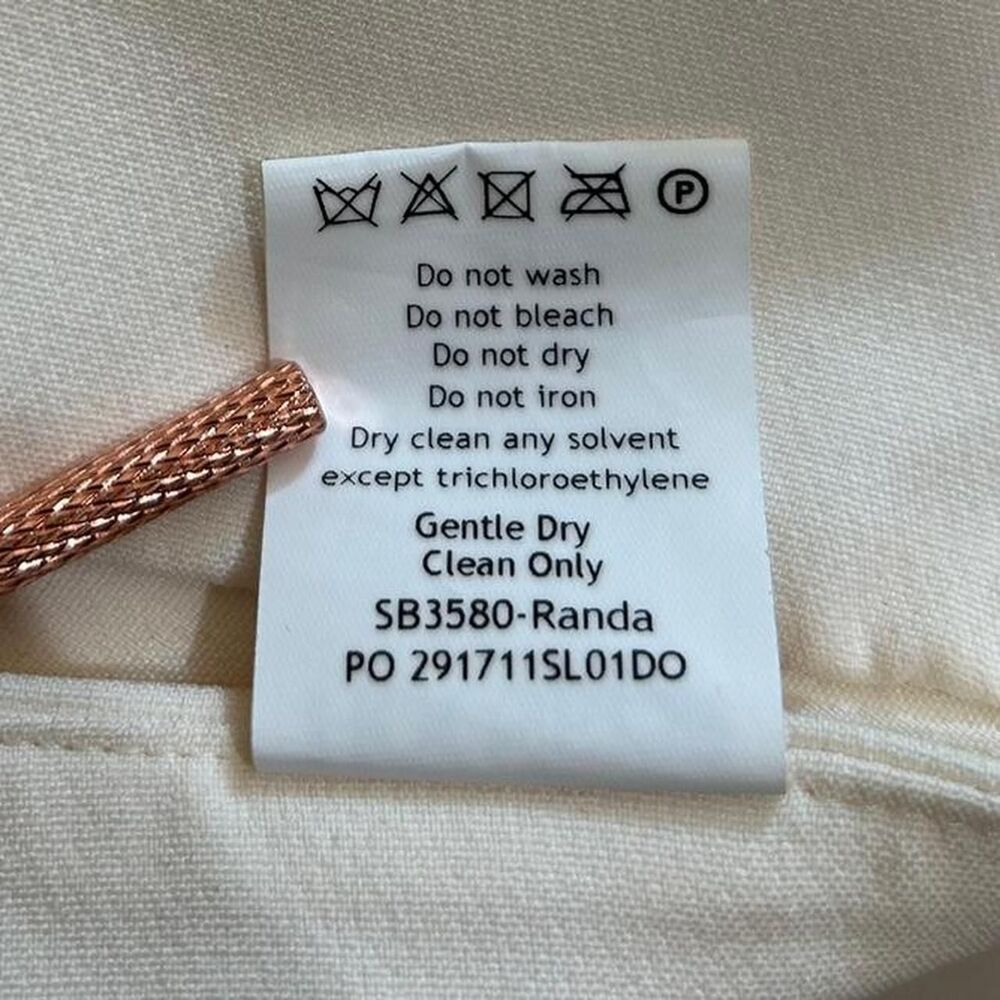 P
Do not wash
Do not bleach
Do not dry
Do not iron
Dry clean any solvent
except trichloroethylene
Gentle Dry
Clean Only
SB3580-Randa
PO 291711SL01DO